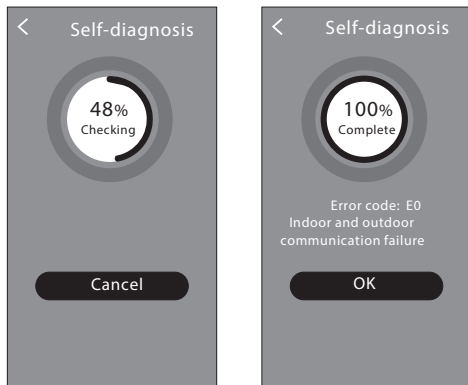 Self-diagnosis
48%
Checking
Cancel
Self-diagnosis
100%
Complete
Error code: E0
Indoor and outdoor
communication failure
OK